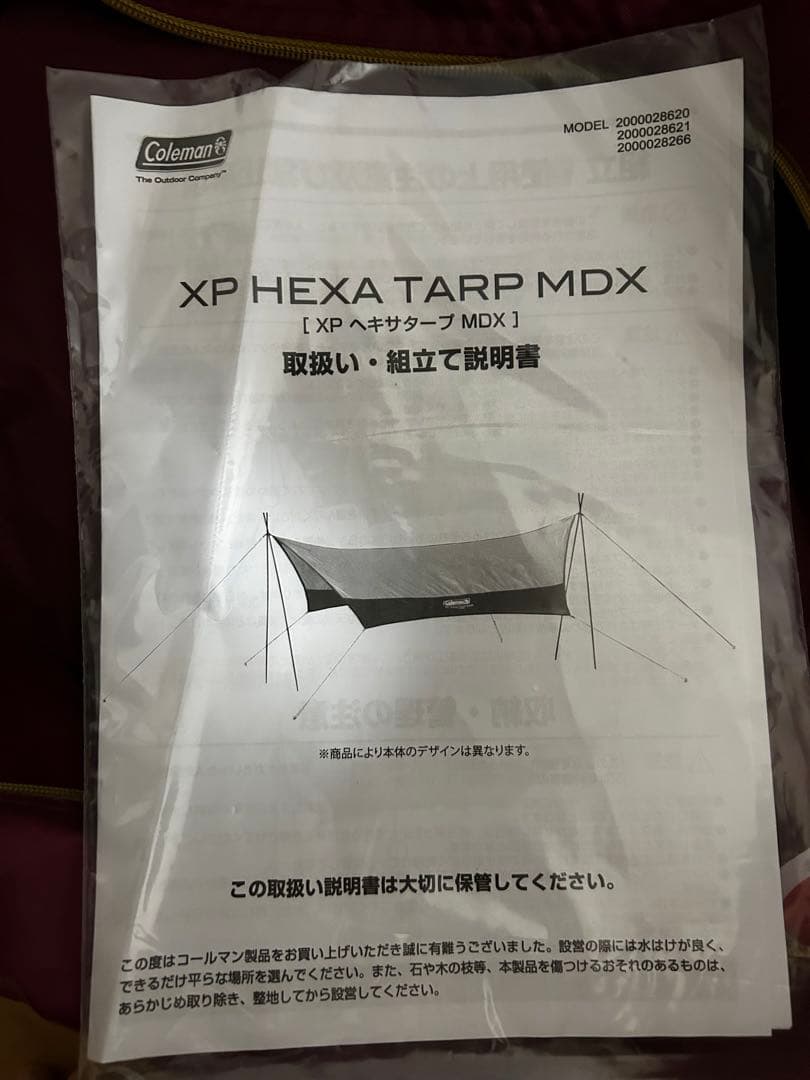 Coleman
The Outdoor Company™
MODEL 2000028620
2000028621
2000028266
XP HEXA TARP MDX
[ XP ヘキサタープ MDX ]
取扱い・組立て説明書
Coleman
※商品により本体のデザインは異なります。
この取扱い説明書は大切に保管してください。
この度はコールマン製品をお買い上げいただき誠に有難うございました。設営の際には水はけが良く、
できるだけ平らな場所を選んでください。また、石や木の枝等、本製品を傷つけるおそれのあるものは、
あらかじめ取り除き、整地してから設営してください。